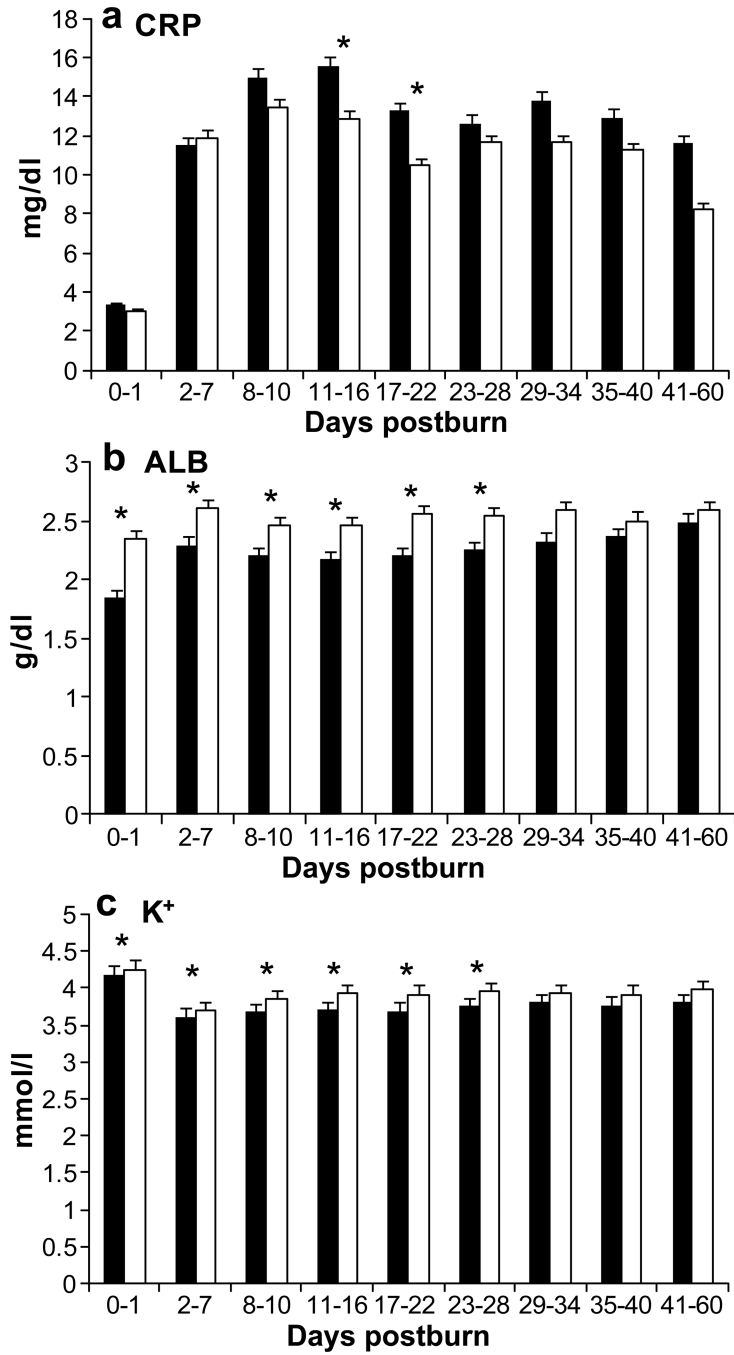 a CRP
18
16
14
12
10
8
6
4
2
0
mg/dl
*
*
0-1 2-7 8-10 11-16 17-22 23-28 29-34 35-40 41-60
Days postburn
b ALB
3
2.5
2
1.5
1
0.5
0
g/dl
* * * * * *
0-1 2-7 8-10 11-16 17-22 23-28 29-34 35-40 41-60
Days postburn
c K+
5
4.5
4
3.5
3
2.5
2
1.5
1
0.5
0
mmol/l
* * * * * *
0-1 2-7 8-10 11-16 17-22 23-28 29-34 35-40 41-60
Days postburn